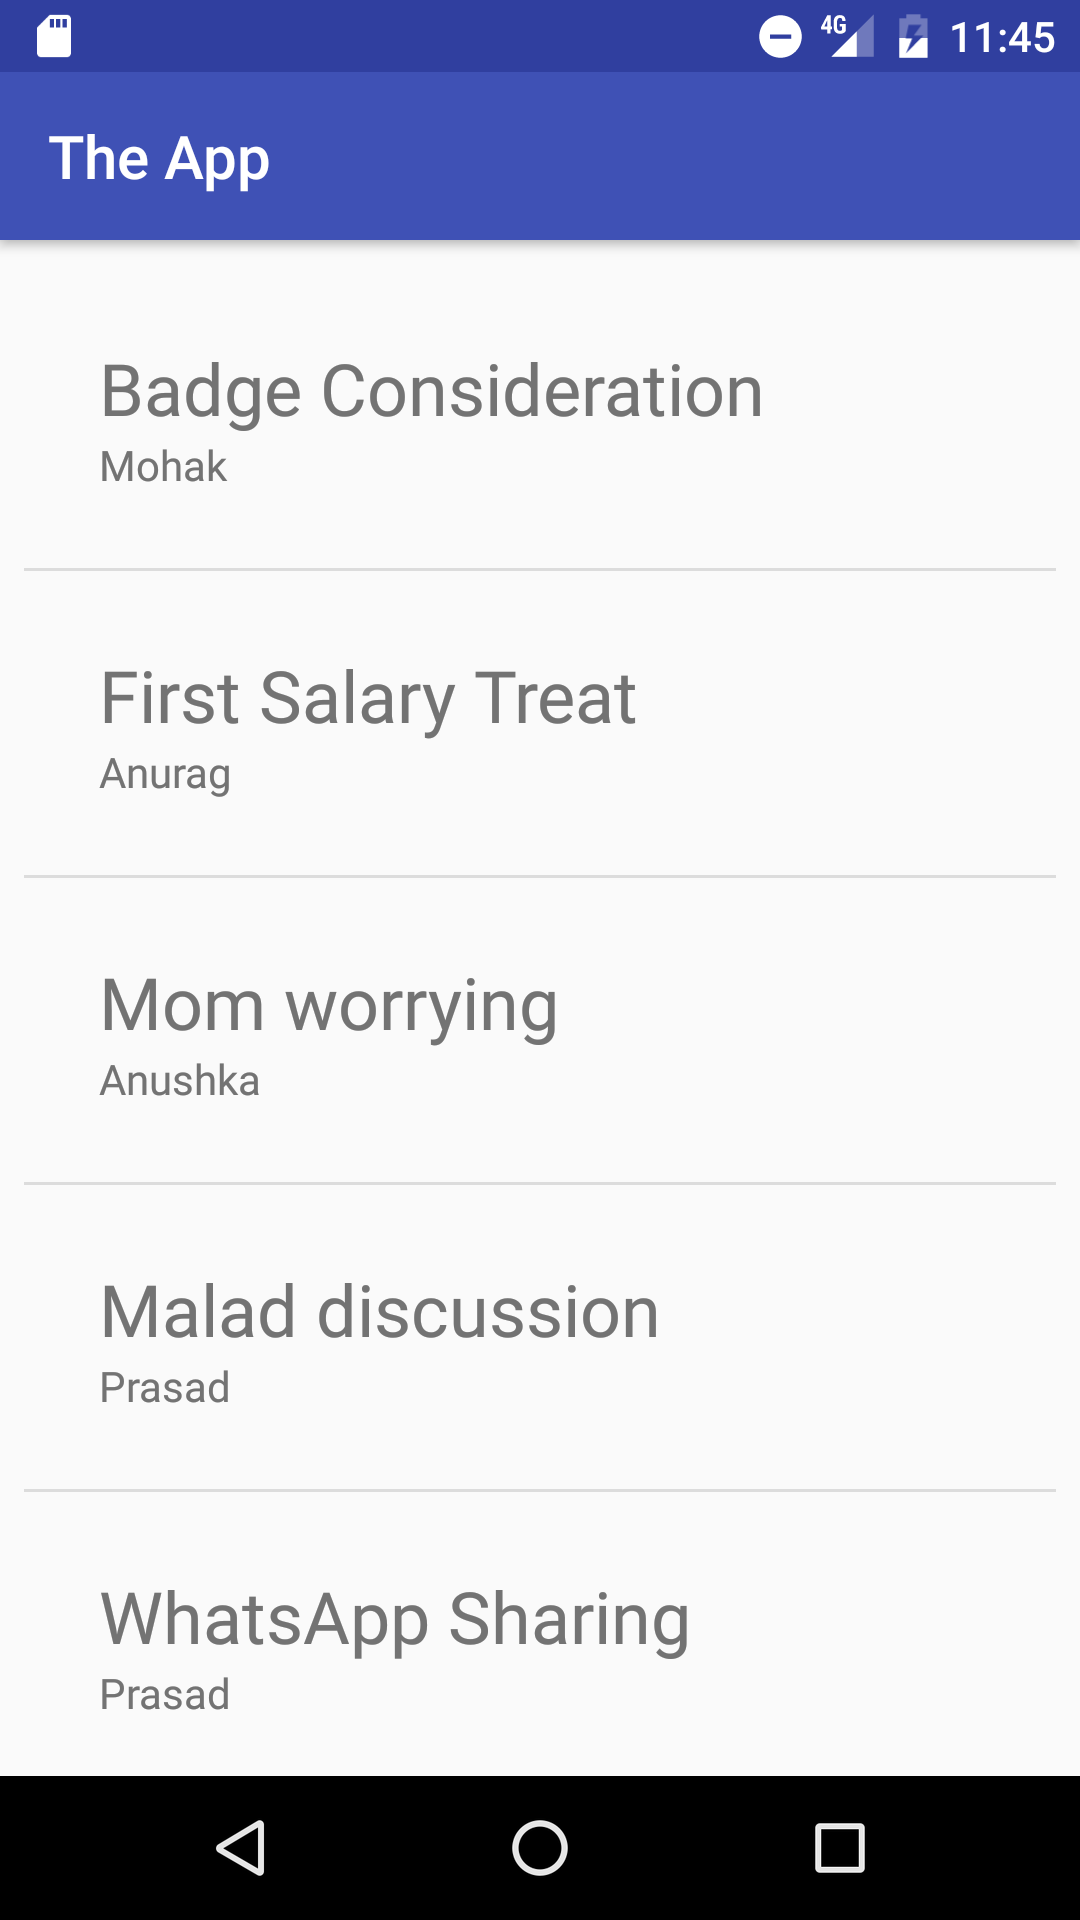 4G 11:45
The App
Badge Consideration
Mohak
First Salary Treat
Anurag
Mom worrying
Anushka
Malad discussion
Prasad
WhatsApp Sharing
Prasad